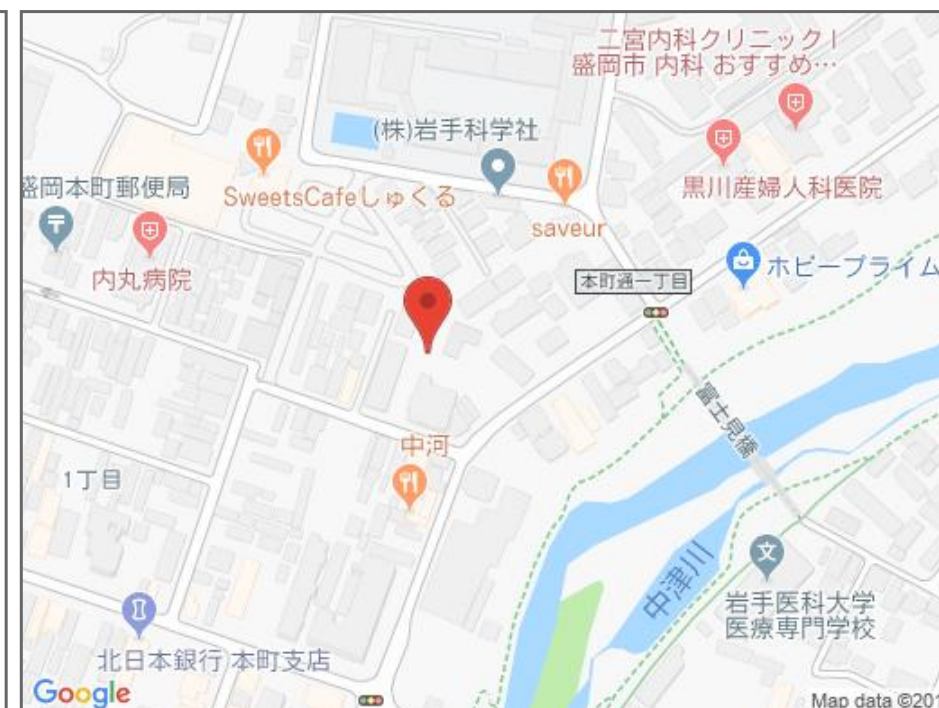 二宮内科クリニック|
盛岡市 内科 おすすめ…
(株)岩手科学社
盛岡本町郵便局
SweetsCafeしゅくる
saveur
黒川産婦人科医院
内丸病院
本町通一丁目
ホビープライム
富士見橋
中河
1丁目
中津川
岩手医科大学
医療専門学校
北日本銀行 本町支店
Google
Map data ©201